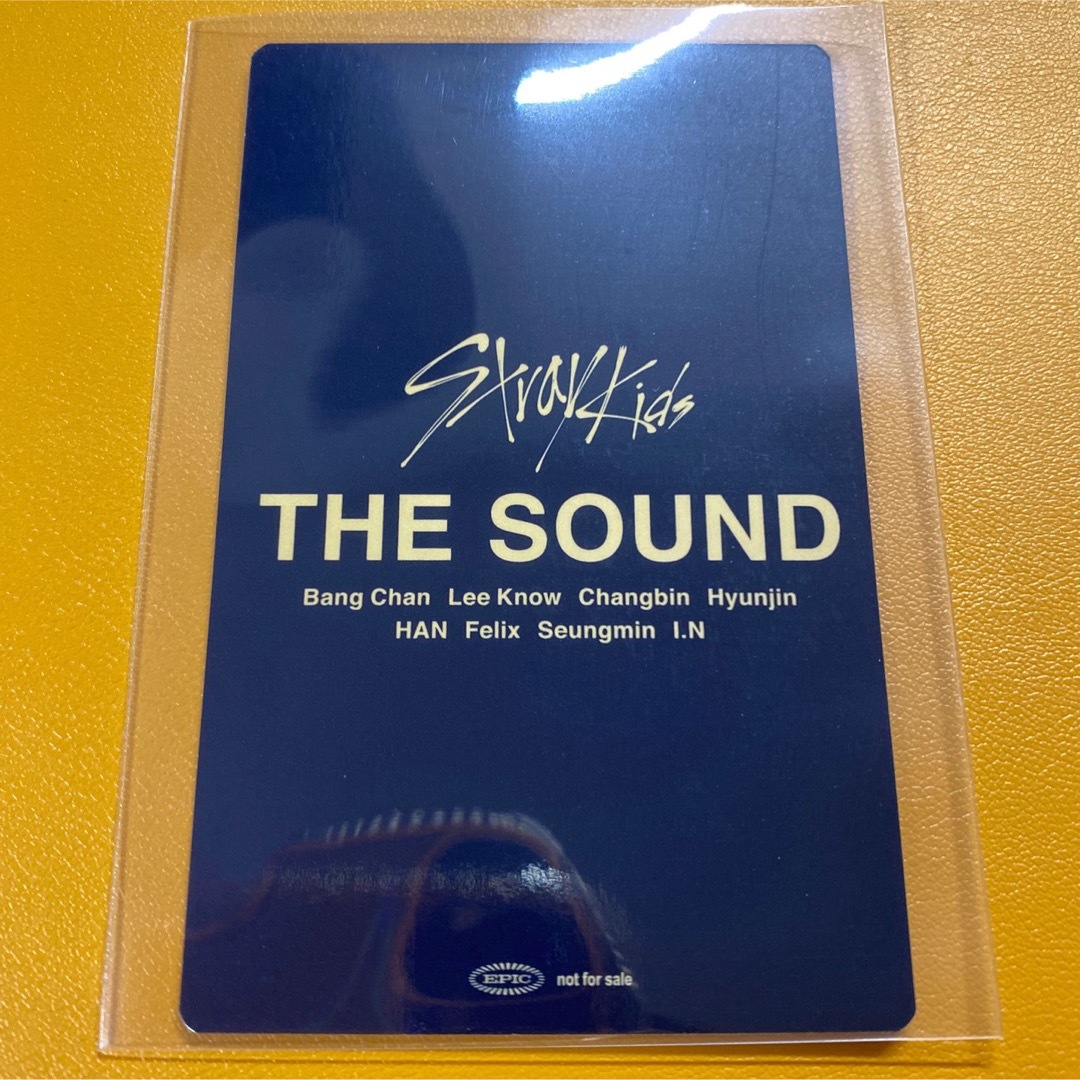 Stray Kids
THE SOUND
Bang Chan Lee Know Changbin Hyunjin
HAN Felix Seungmin I.N
EPIC not for sale